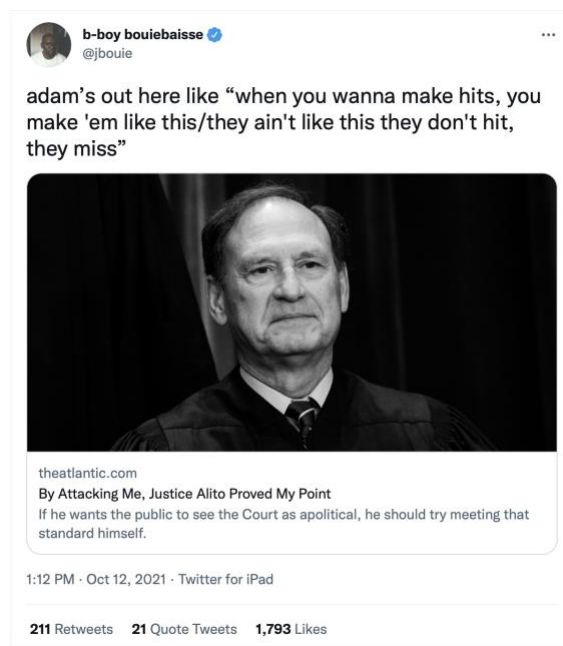 b-boy bouiebaisse
@jbouie
adam's out here like “when you wanna make hits, you
make 'em like this/they ain't like this they don't hit,
they miss”
theatlantic.com
By Attacking Me, Justice Alito Proved My Point
If he wants the public to see the Court as apolitical, he should try meeting that
standard himself.
1:12 PM · Oct 12, 2021 · Twitter for iPad
211 Retweets 21 Quote Tweets 1,793 Likes